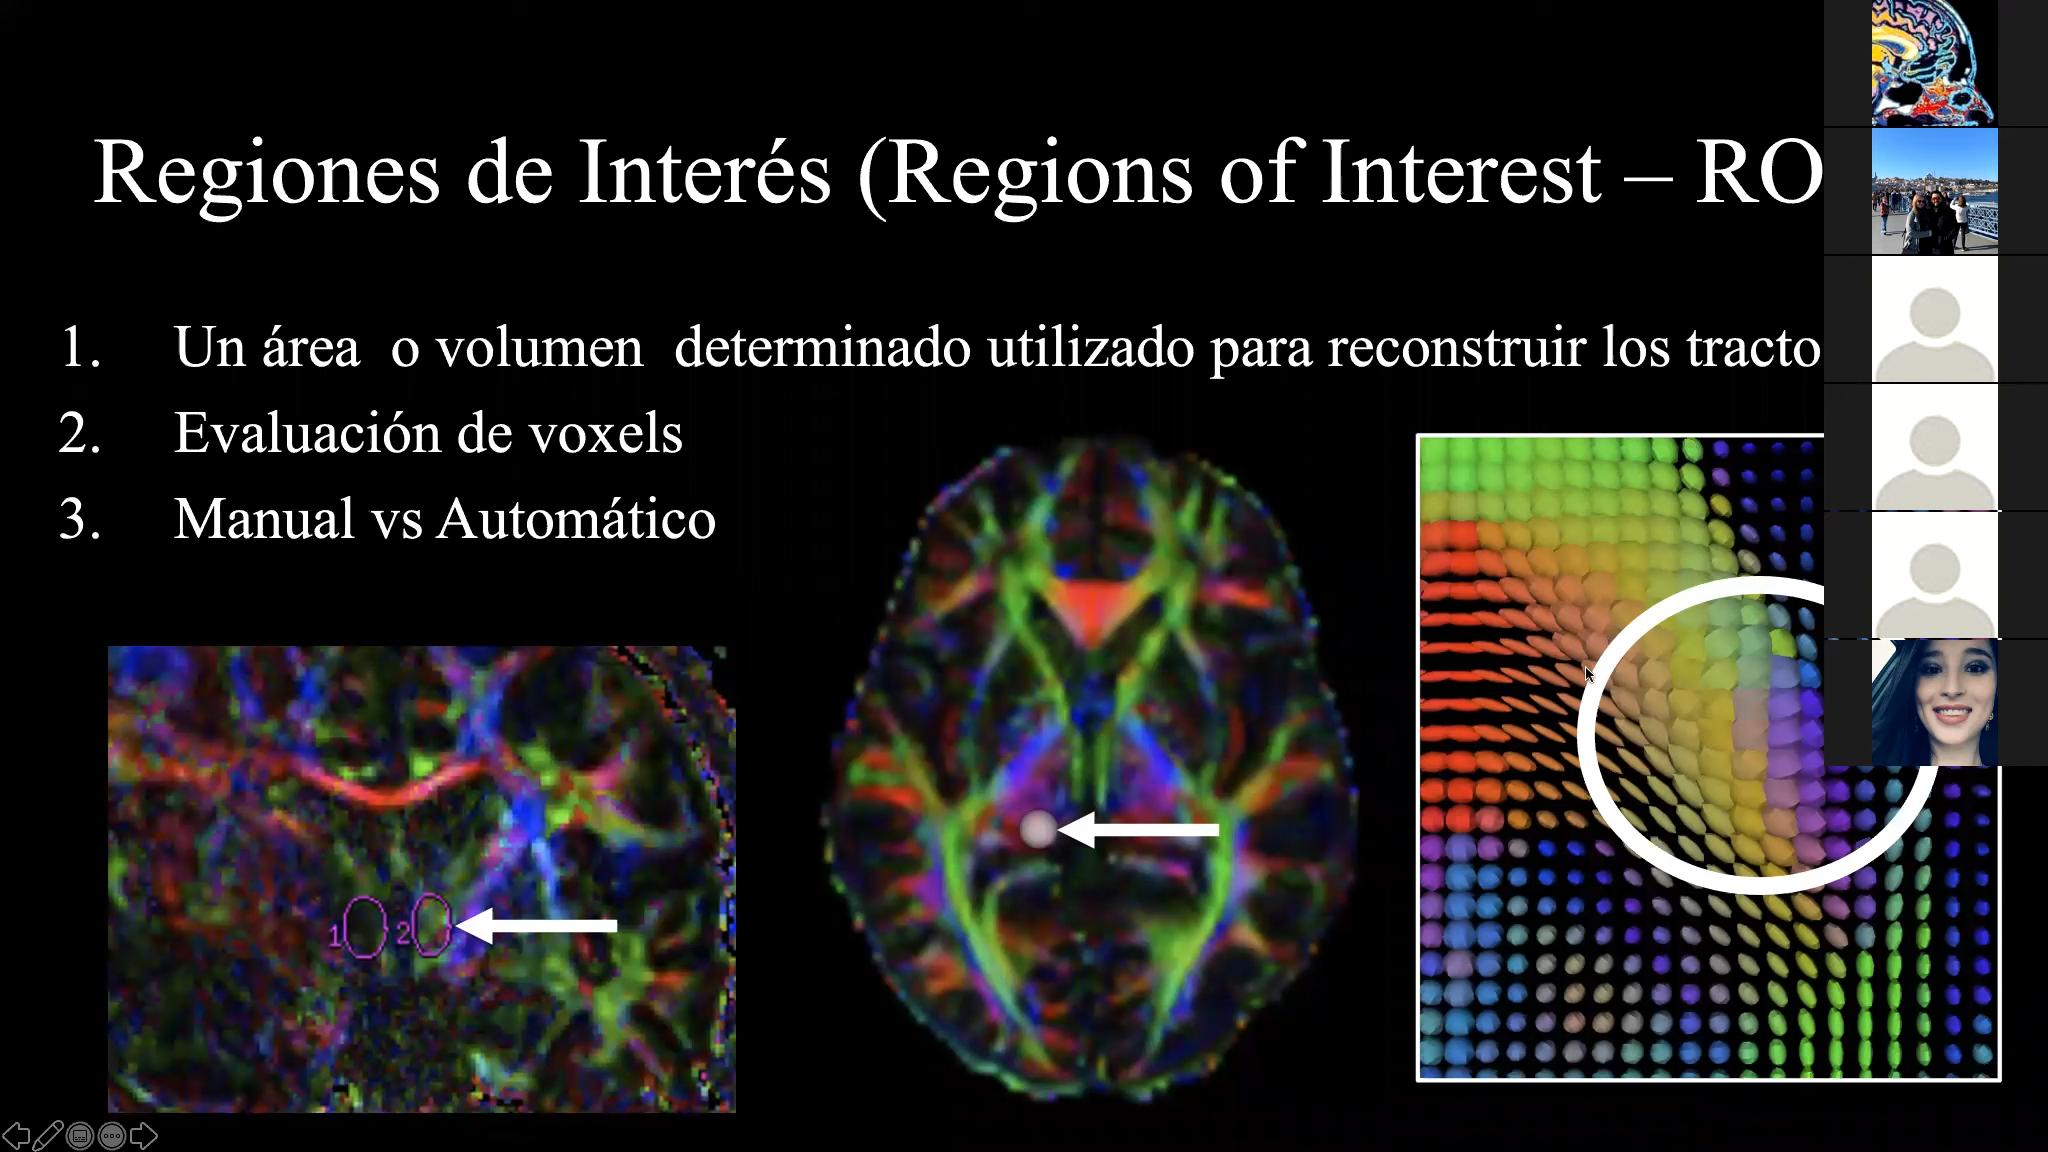 Regiones de Interés (Regions of Interest – RO
1. Un área o volumen determinado utilizado para reconstruir los tracto
2. Evaluación de voxels
3. Manual vs Automático
1 2